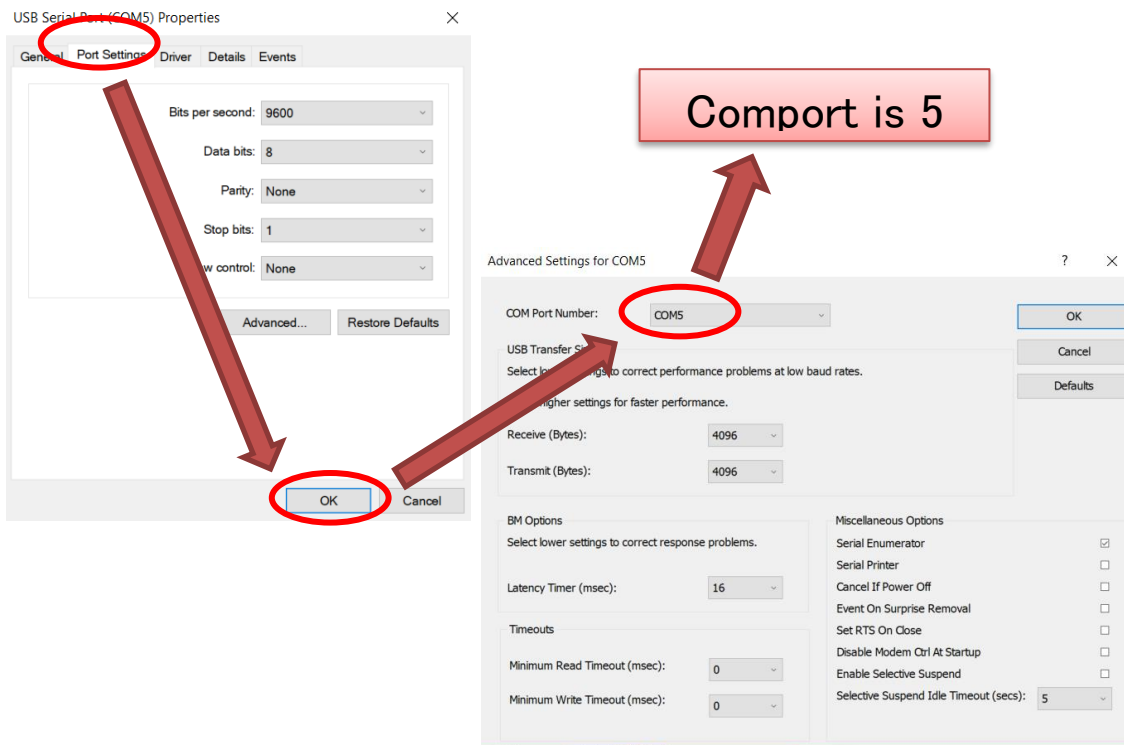 USB Serial Port (COM5) Properties
General Port Settings Driver Details Events
Bits per second: 9600
Data bits: 8
Parity: None
Stop bits: 1
control: None
Advanced... Restore Defaults
OK Cancel
Comport is 5
Advanced Settings for COM5 ?
COM Port Number: COM5
OK
Cancel
Defaults
USB Transfer
Select to correct performance problems at low baud rates.
higher settings for faster performance.
Receive (Bytes): 4096
Transmit (Bytes): 4096
BM Options
Select lower settings to correct response problems.
Latency Timer (msec): 16
Timeouts
Minimum Read Timeout (msec): 0
Minimum Write Timeout (msec): 0
Miscellaneous Options
Serial Enumerator
Serial Printer
Cancel If Power Off
Event On Surprise Removal
Set RTS On Close
Disable Modem Ctrl At Startup
Enable Selective Suspend
Selective Suspend Idle Timeout (secs): 5